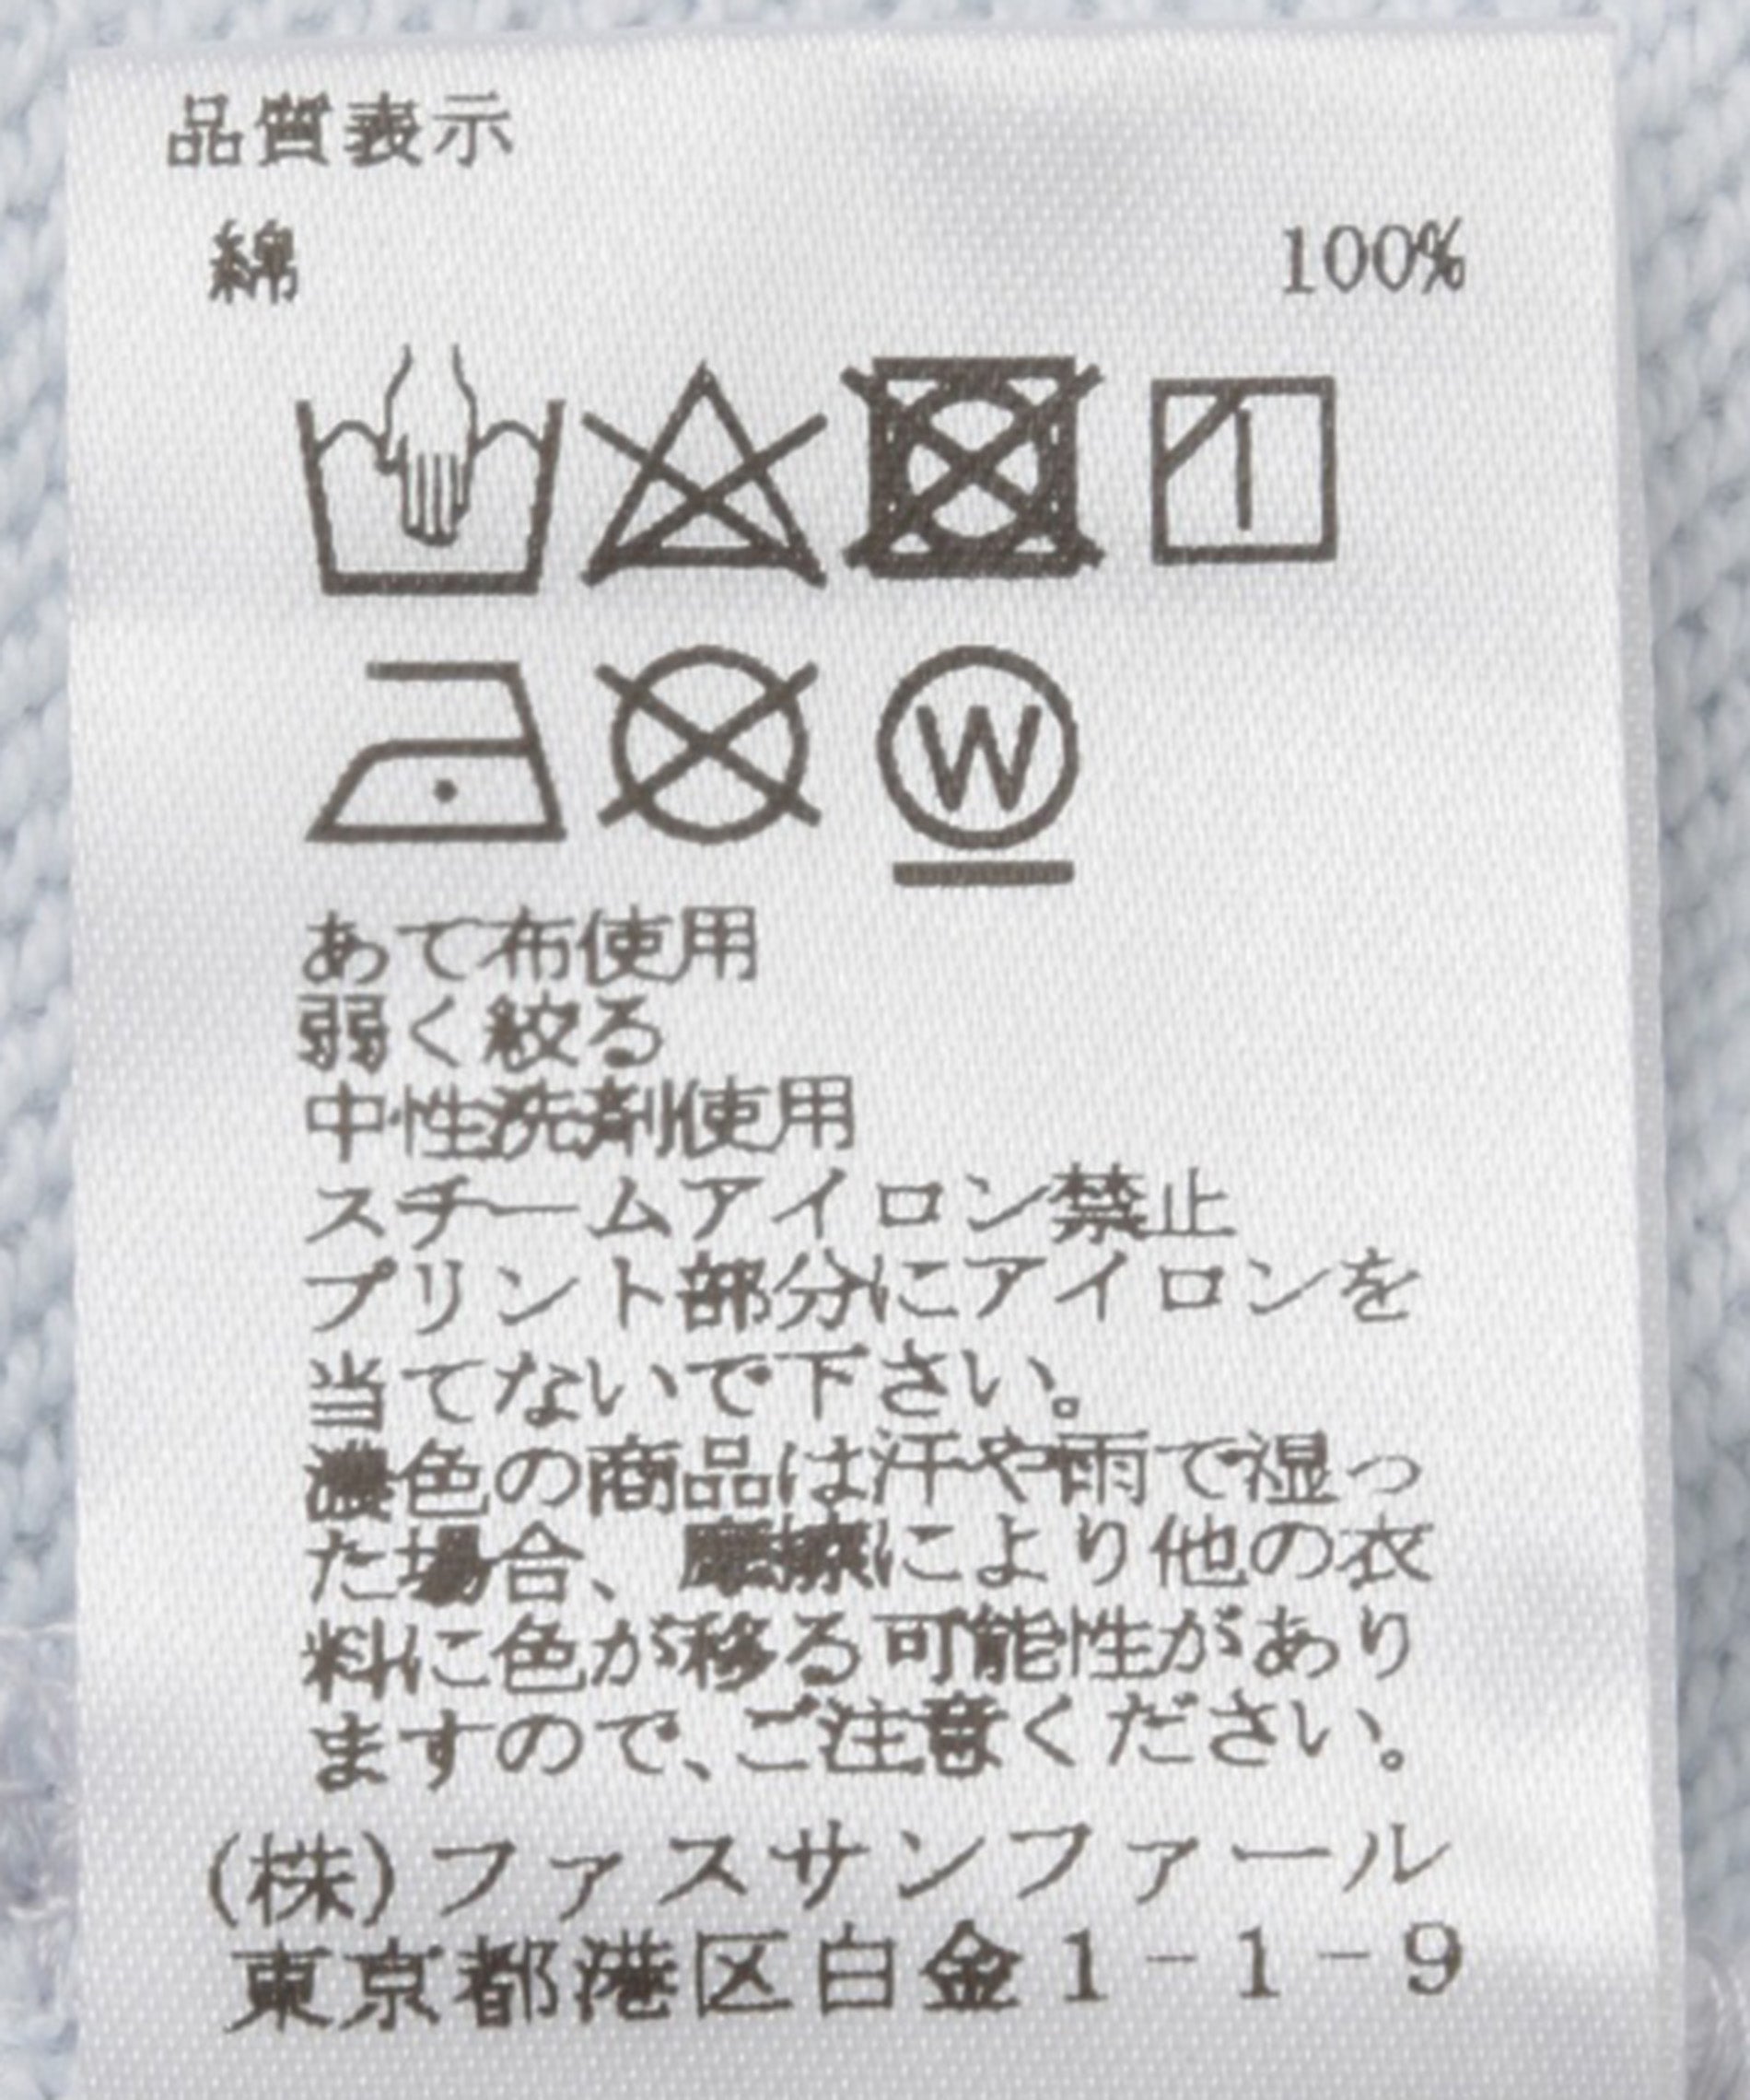 品質表示
綿 100%
W
あて布使用
弱く絞る
中性洗剤使用
スチームアイロン禁止
プリント部分にアイロンを
当てないで下さい。
濃色の商品は汗や雨で湿っ
た場合、摩擦により他の衣
料に色が移る可能性があり
ますので、ご注意ください。
(株)ファスサンファール
東京都港区白金1-1-9